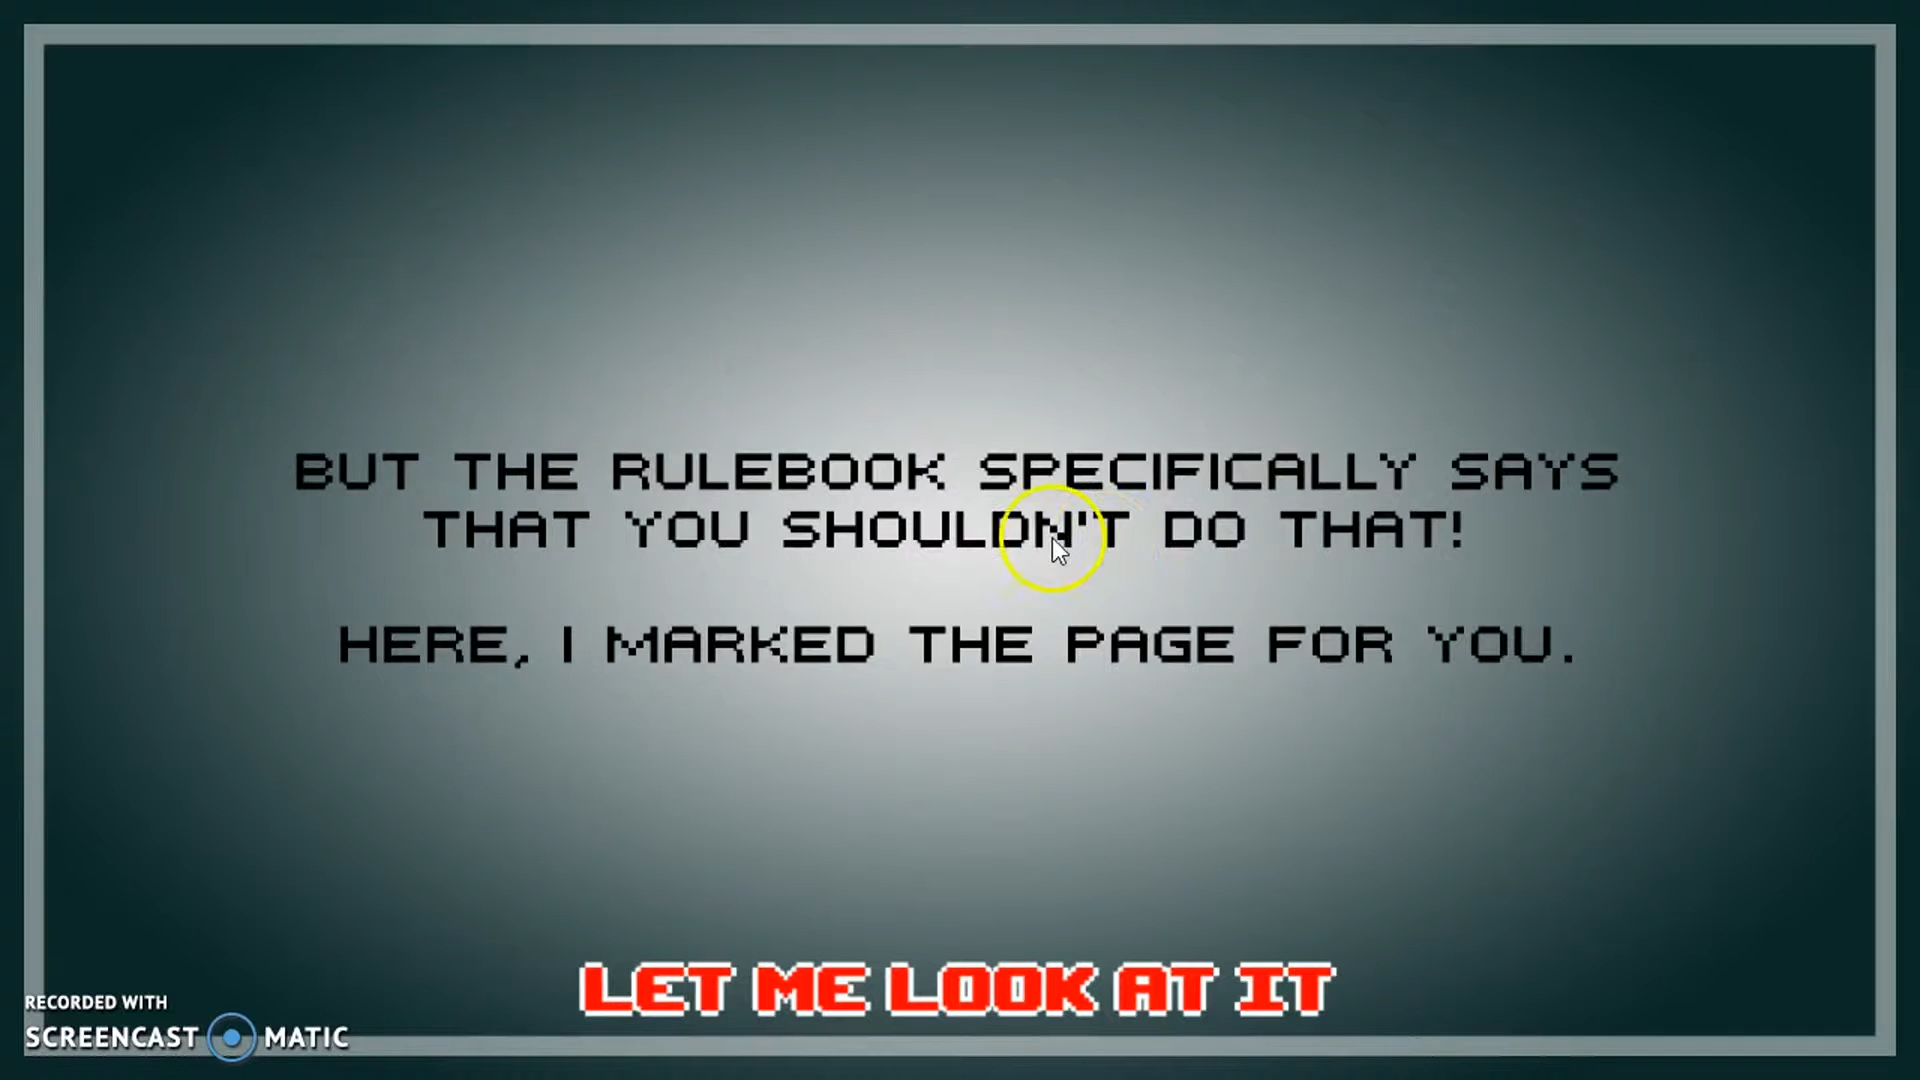 BUT THE RULEBOOK SPECIFICALLY SAYS
THAT YOU SHOULDN'T DO THAT!
HERE, I MARKED THE PAGE FOR YOU.
LET ME LOOK AT IT
RECORDED WITH
SCREENCAST MATIC